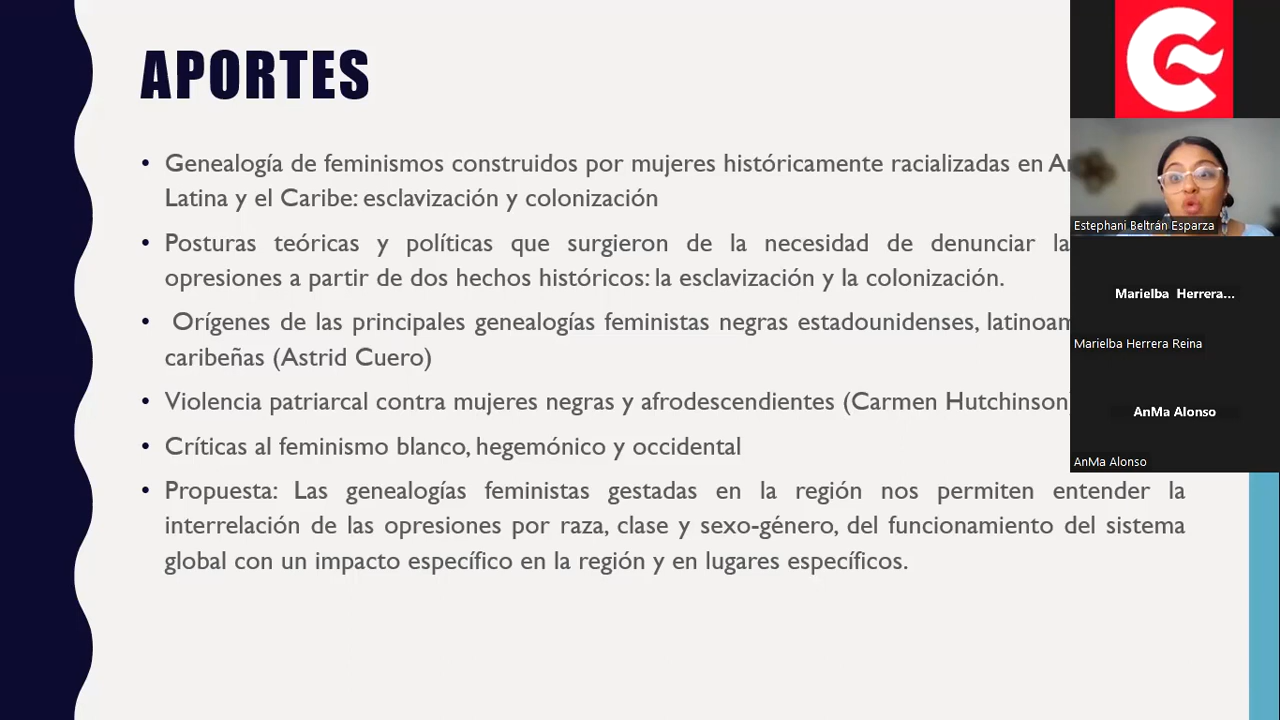 APORTES
• Genealogía de feminismos construidos por mujeres históricamente racializadas en
Latina y el Caribe: esclavización y colonización
• Posturas teóricas y políticas que surgieron de la necesidad de denunciar
opresiones a partir de dos hechos históricos: la esclavización y la colonización.
• Orígenes de las principales genealogías feministas negras estadounidenses,
caribeñas (Astrid Cuero)
• Violencia patriarcal contra mujeres negras y afrodescendientes (Carmen Hutchinson)
• Críticas al feminismo blanco, hegemónico y occidental
• Propuesta: Las genealogías feministas gestadas en la región nos permiten entender la
interrelación de las opresiones por raza, clase y sexo-género, del funcionamiento del sistema
global con un impacto específico en la región y en lugares específicos.
Estephani Beltrán Esparza
Marielba Herrera...
Marielba Herrera Reina
AnMa Alonso
AnMa Alonso